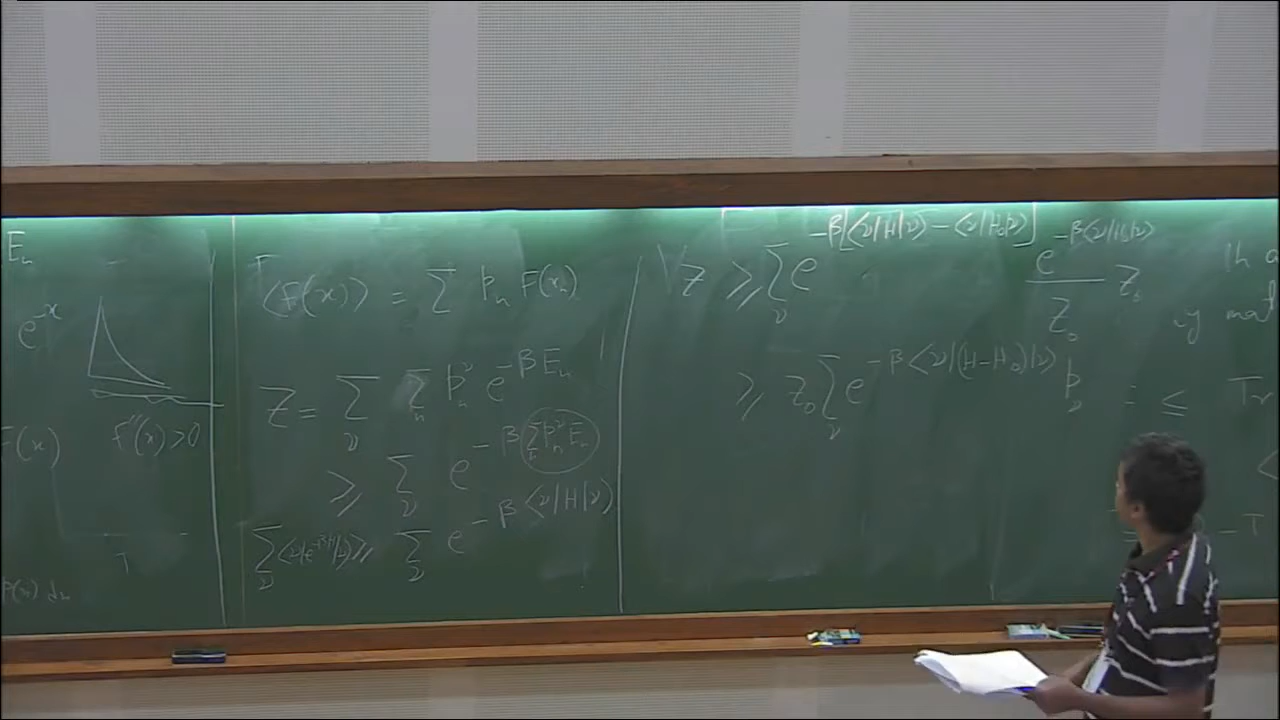 E_n
e^{-x}
F(x) f''(x)>0
P(x) dx
⟨F(x)⟩ = Σ p_n F(x_n)
Z = Σ_ν Σ_n p_n^ν e^{-βE_n}
≥ Σ_ν e^{-β Σ_n p_n^ν E_n}
Σ_ν ⟨ν|e^{-βH}|ν⟩ ≥ Σ_ν e^{-β⟨ν|H|ν⟩}
Z ≥ Σ_ν e^{-β[⟨ν|H|ν⟩-⟨ν|H_0|ν⟩]} e^{-β⟨ν|H_0|ν⟩}/Z_0 Z_0
≥ Z_0 Σ_ν e^{-β⟨ν|(H-H_0)|ν⟩} p_ν
≤ Tr
- T